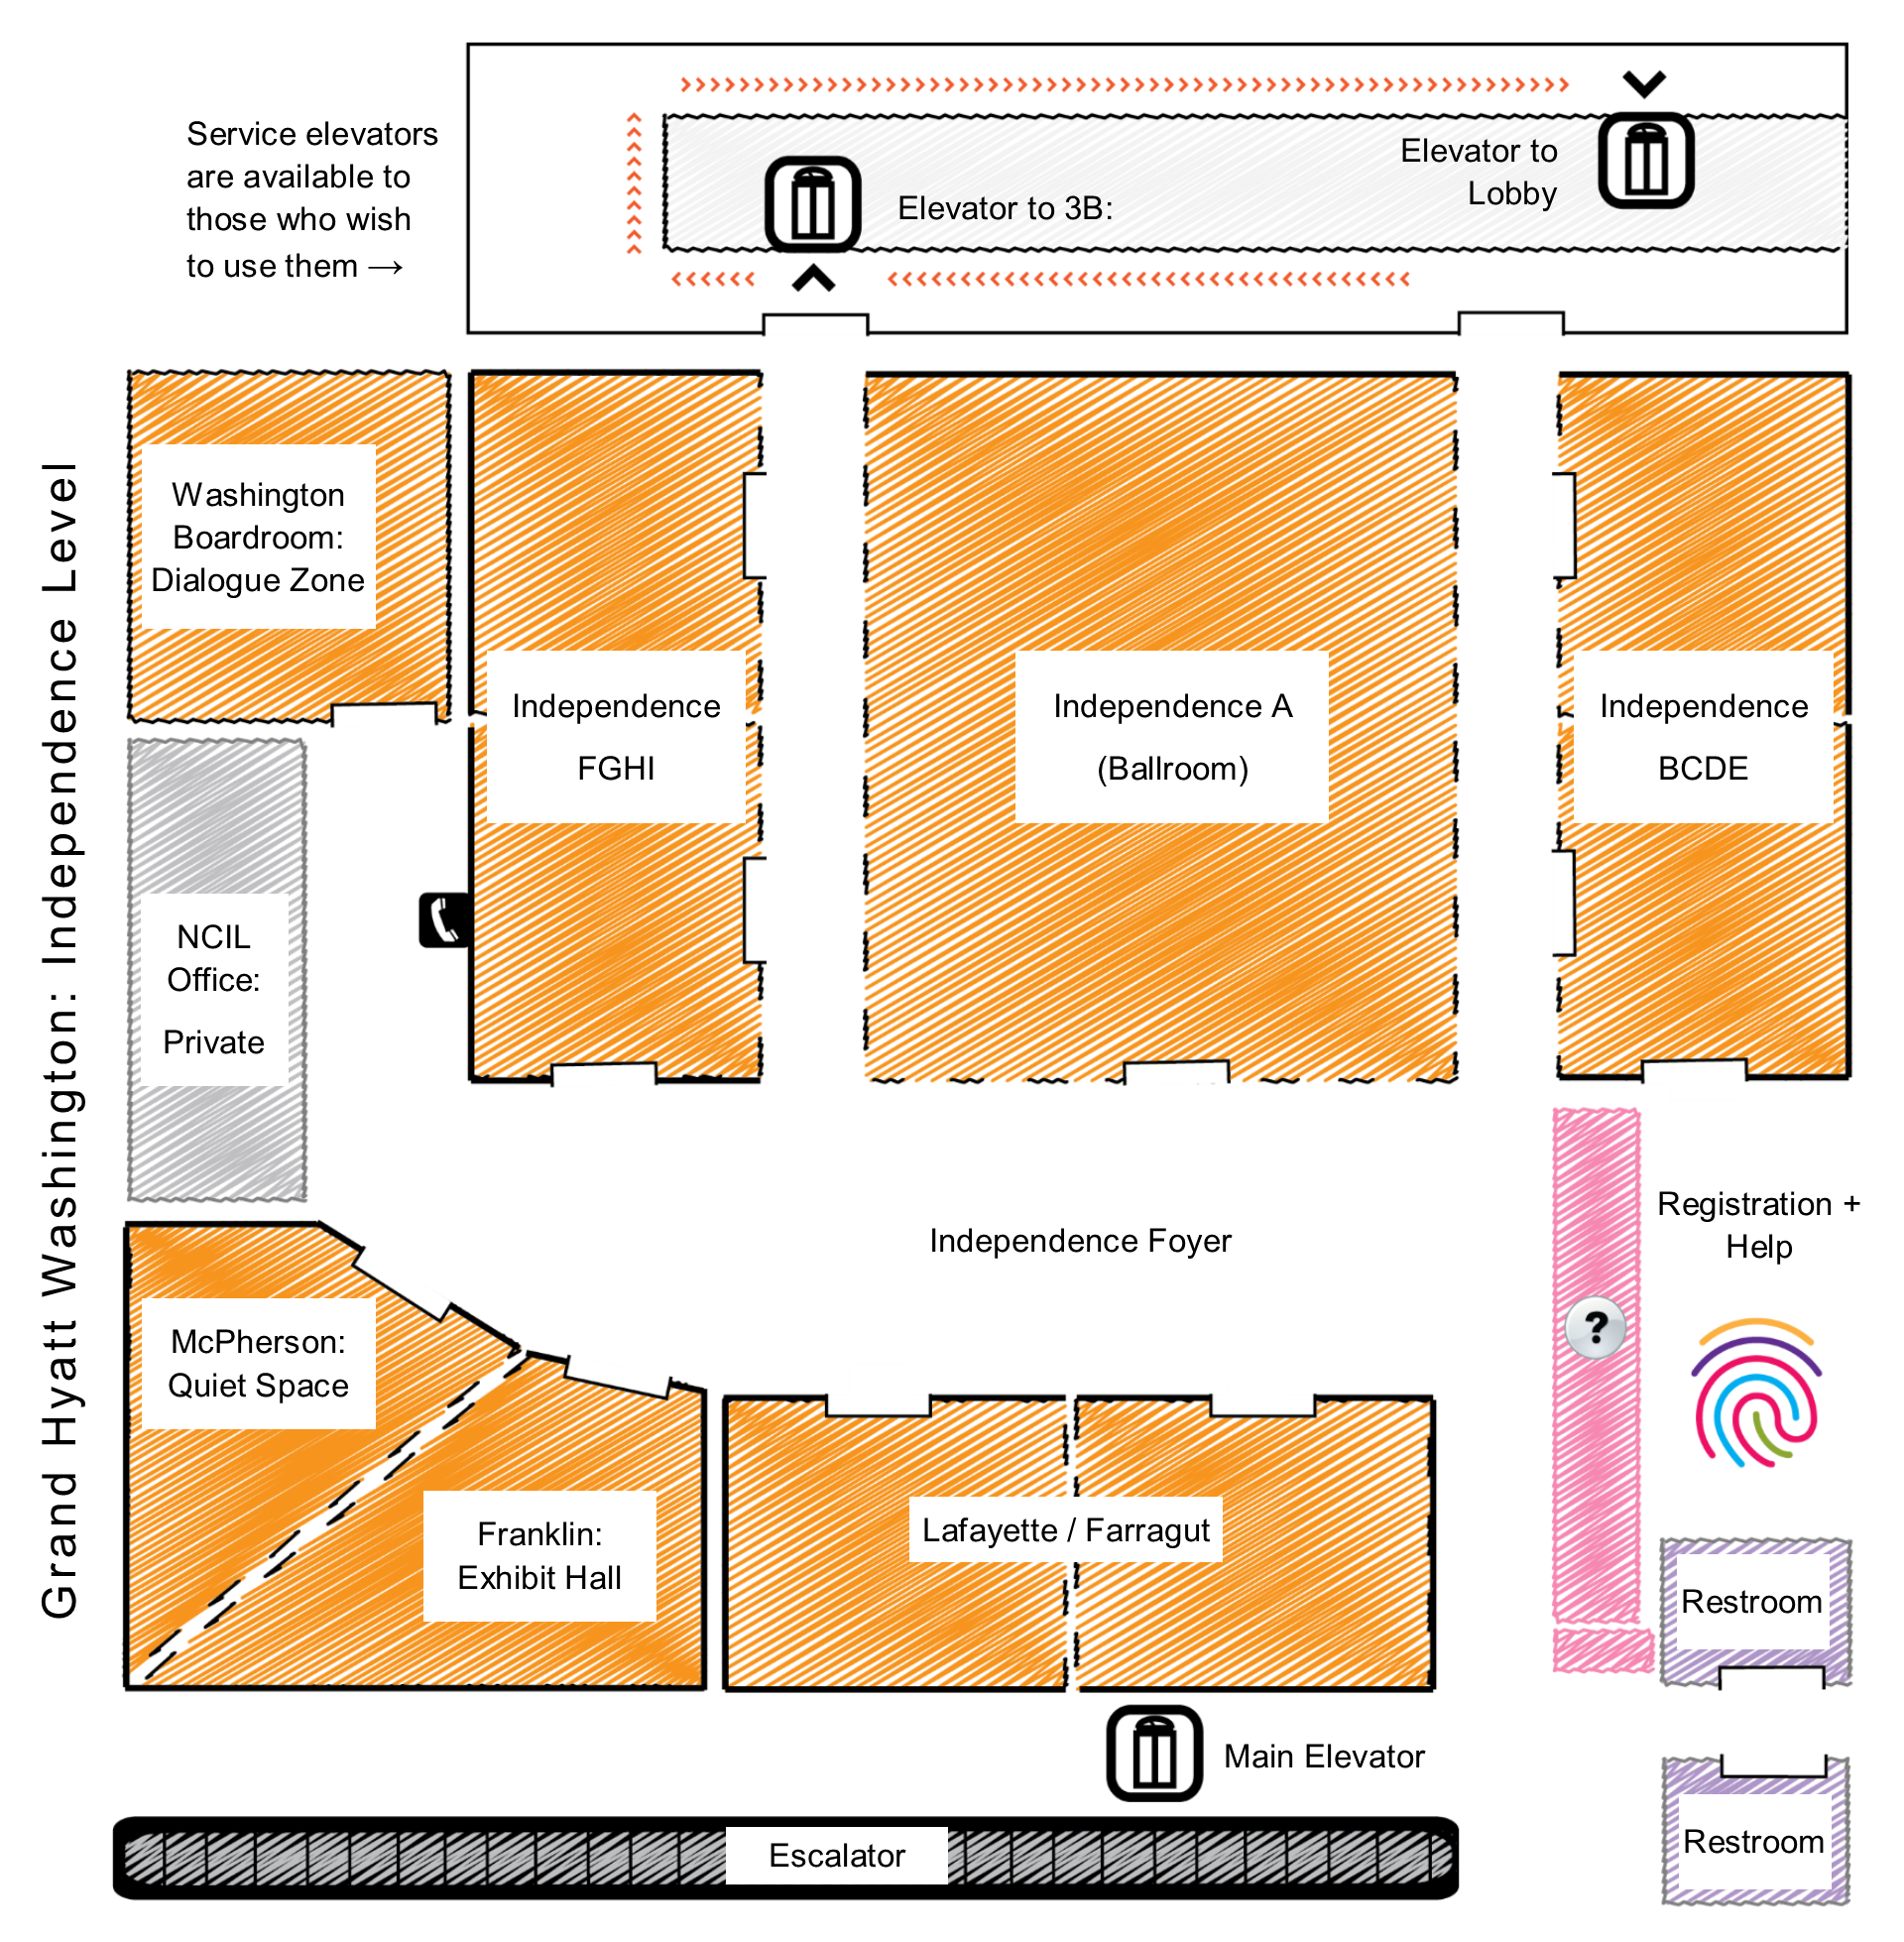 Service elevators
are available to
those who wish
to use them →
Elevator to
Lobby
Elevator to 3B:
Grand Hyatt Washington: Independence Level
Washington
Boardroom:
Dialogue Zone
Independence
FGHI
Independence A
(Ballroom)
Independence
BCDE
NCIL
Office:
Private
Independence Foyer
Registration +
Help
?
McPherson:
Quiet Space
Franklin:
Exhibit Hall
Lafayette / Farragut
Restroom
Main Elevator
Escalator
Restroom